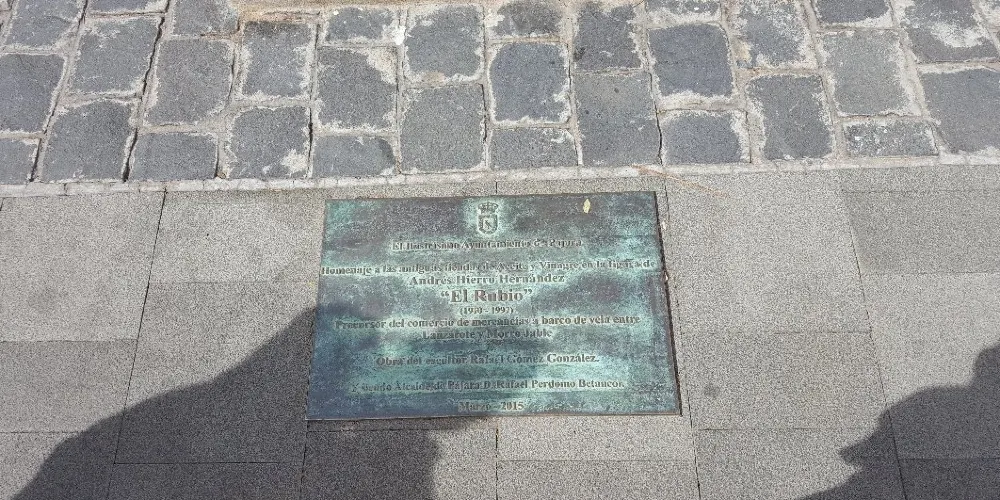 El Ilustrísimo Ayuntamiento de Pájara
Homenaje a las antiguas tiendas de Aceite y Vinagre en la figura de
Andrés Hierro Hernández
"El Rubio"
Precursor del comercio de mercancías a barco de vela entre
Lanzarote y Morro Jable
Obra del escultor Rafael Gómez González.
Y siendo Alcalde de Pájara D. Rafael Perdomo Betancor.
Marzo - 2015